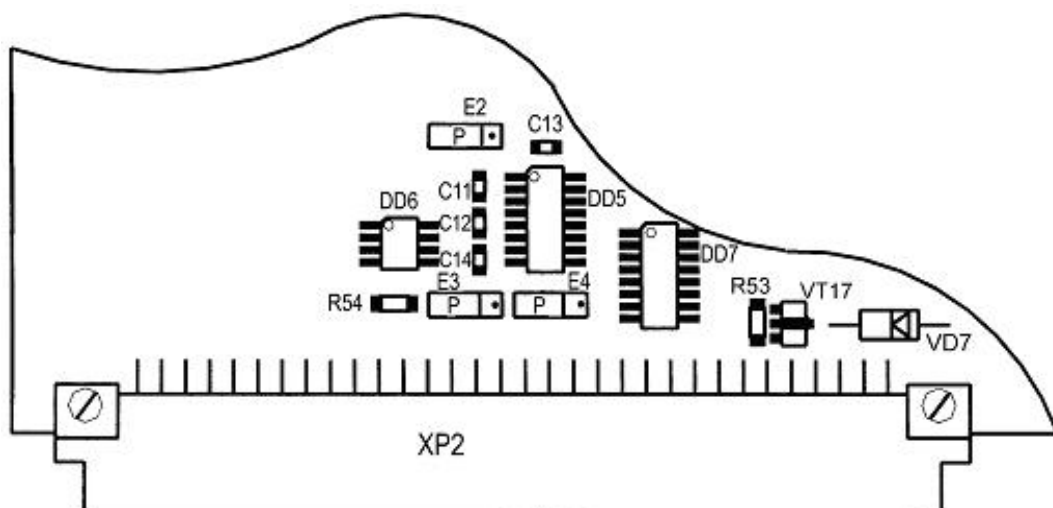 E2
P
C13
C11
DD6
DD5
C12
C14
DD7
E3
E4
R54
P
P
R53
VT17
VD7
XP2